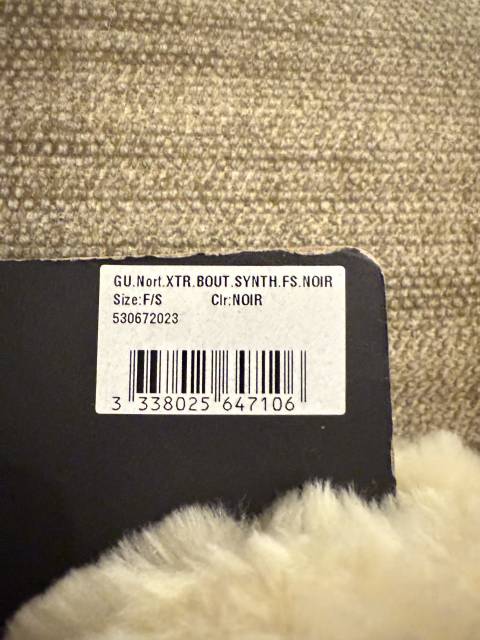 GU.Nort.XTR.BOUT.SYNTH.FS.NOIR
Size:F/S Clr:NOIR
530672023
3 338025 647106